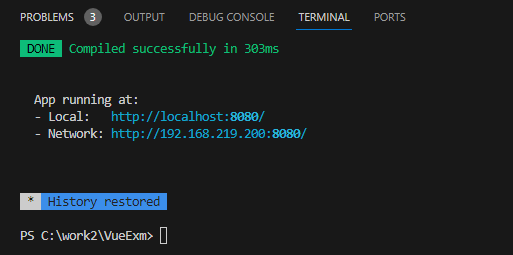 PROBLEMS 3 OUTPUT DEBUG CONSOLE TERMINAL PORTS
DONE Compiled successfully in 303ms
App running at:
- Local: http://localhost:8080/
- Network: http://192.168.219.200:8080/
* History restored
PS C:\work2\VueExm>